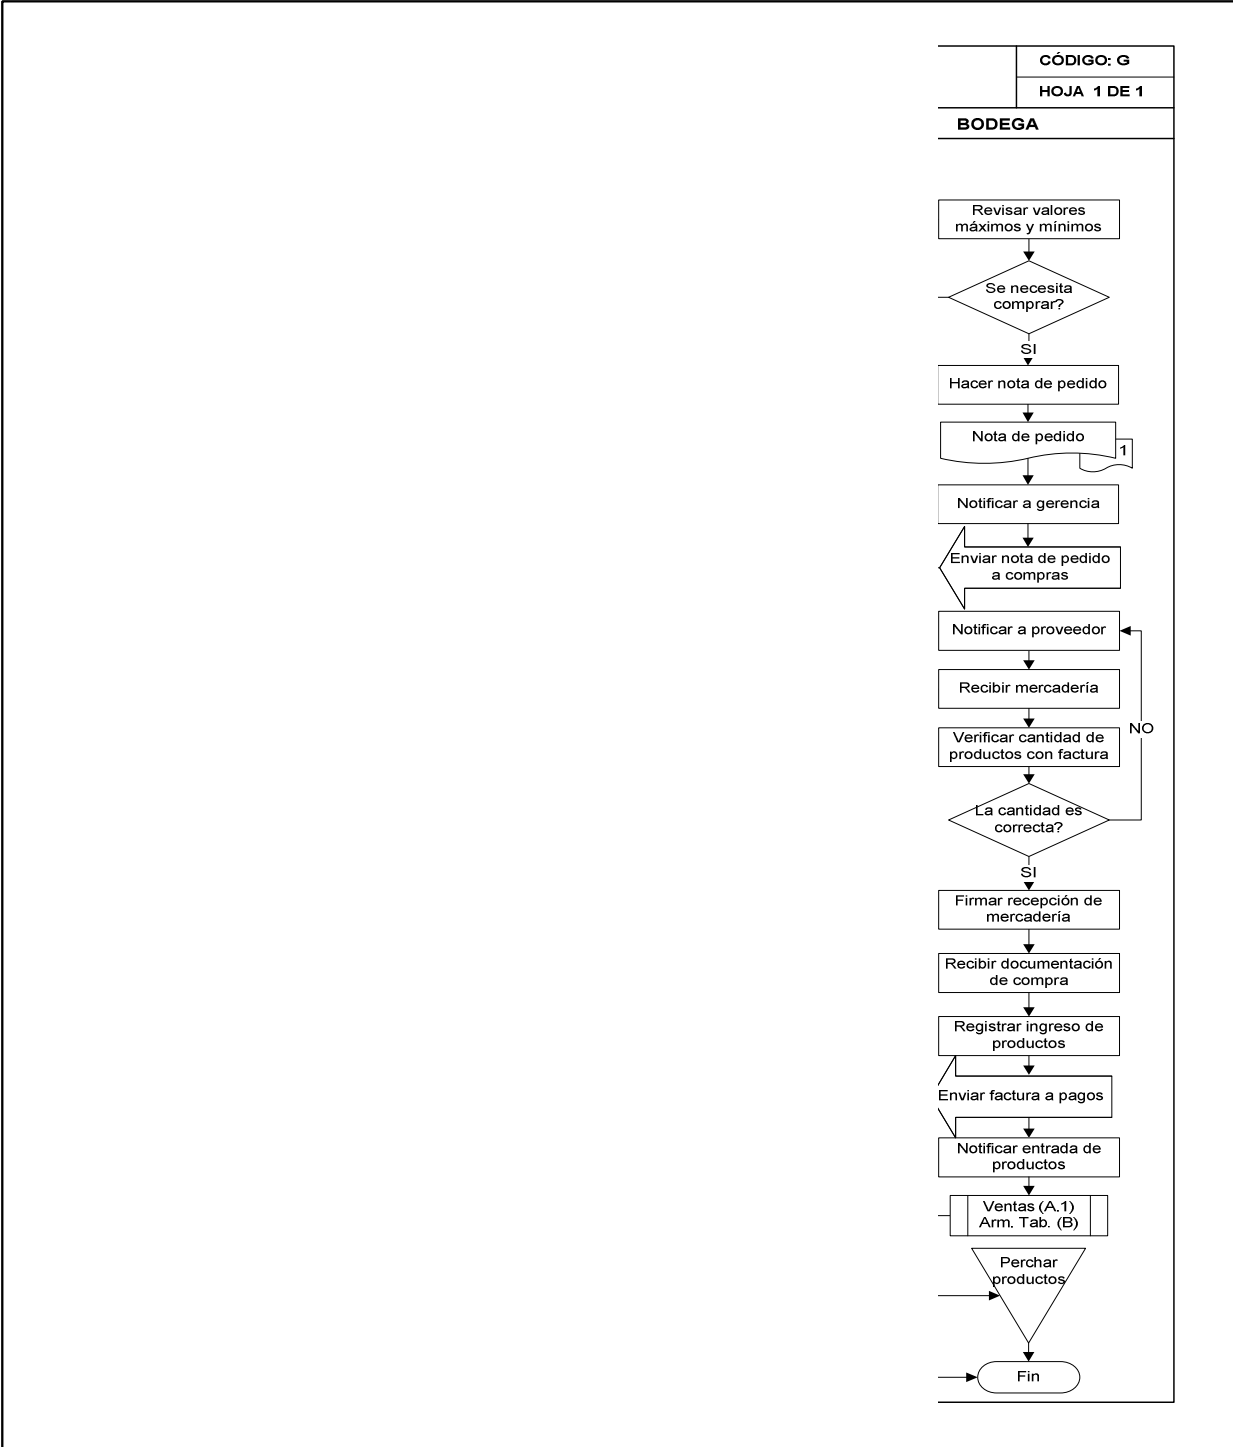 CÓDIGO: G
HOJA 1 DE 1
BODEGA
Revisar valores
máximos y mínimos
Se necesita
comprar?
SI
Hacer nota de pedido
Nota de pedido
1
Notificar a gerencia
Enviar nota de pedido
a compras
Notificar a proveedor
Recibir mercadería
NO
Verificar cantidad de
productos con factura
La cantidad es
correcta?
SI
Firmar recepción de
mercadería
Recibir documentación
de compra
Registrar ingreso de
productos
Enviar factura a pagos
Notificar entrada de
productos
Ventas (A.1)
Arm. Tab. (B)
Perchar
productos
Fin